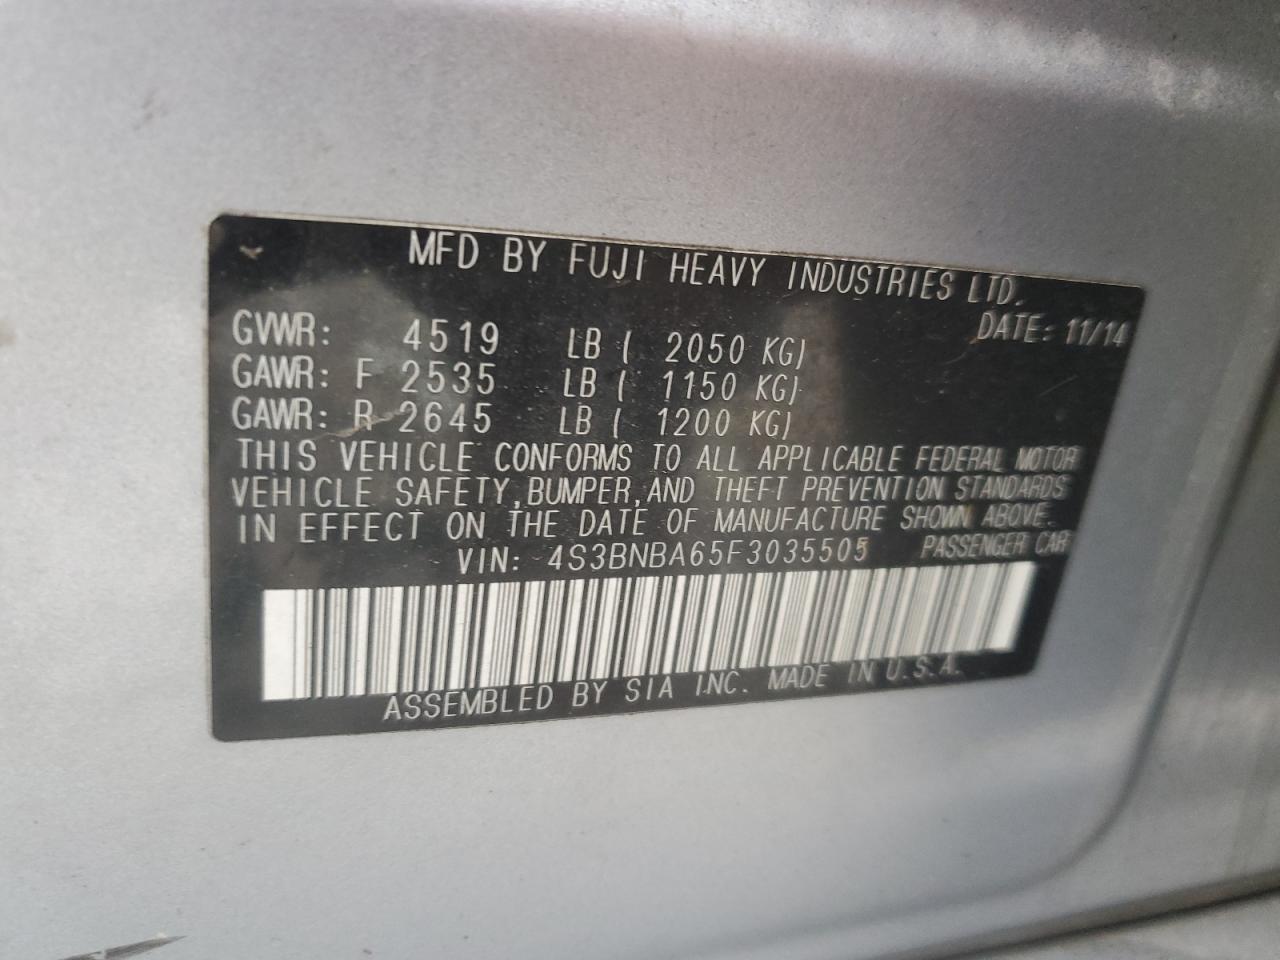 MFD BY FUJI HEAVY INDUSTRIES LTD.
DATE: 11/14
GVWR: 4519 LB ( 2050 KG)
GAWR: F 2535 LB ( 1150 KG)
GAWR: R 2645 LB ( 1200 KG)
THIS VEHICLE CONFORMS TO ALL APPLICABLE FEDERAL MOTOR
VEHICLE SAFETY,BUMPER,AND THEFT PREVENTION STANDARDS
IN EFFECT ON THE DATE OF MANUFACTURE SHOWN ABOVE.
VIN: 4S3BNBA65F3035505 PASSENGER CAR
ASSEMBLED BY SIA INC. MADE IN U.S.A.